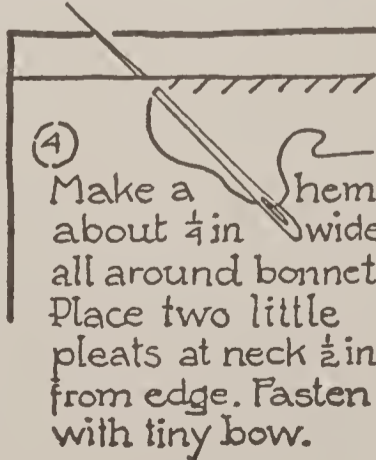 4
Make a hem
about 1/4 in wide
all around bonnet
Place two little
pleats at neck 1/2 in
from edge. Fasten
with tiny bow.